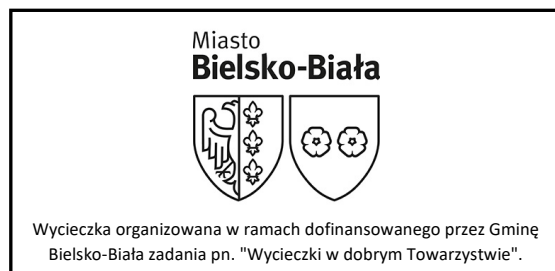 Miasto
Bielsko-Biała
Wycieczka organizowana w ramach dofinansowanego przez Gminę
Bielsko-Biała zadania pn. "Wycieczki w dobrym Towarzystwie".